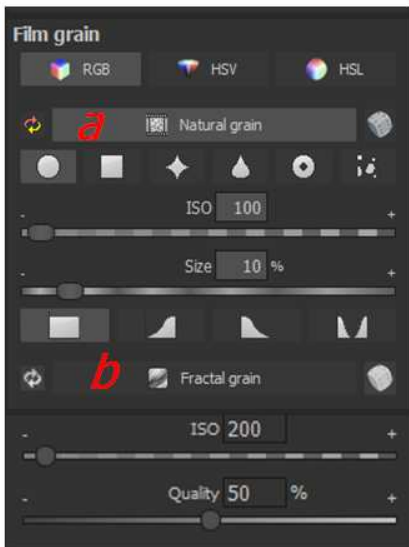 Film grain
RGB HSV HSL
a Natural grain
- ISO 100 +
- Size 10 % +
b Fractal grain
- ISO 200 +
- Quality 50 % +